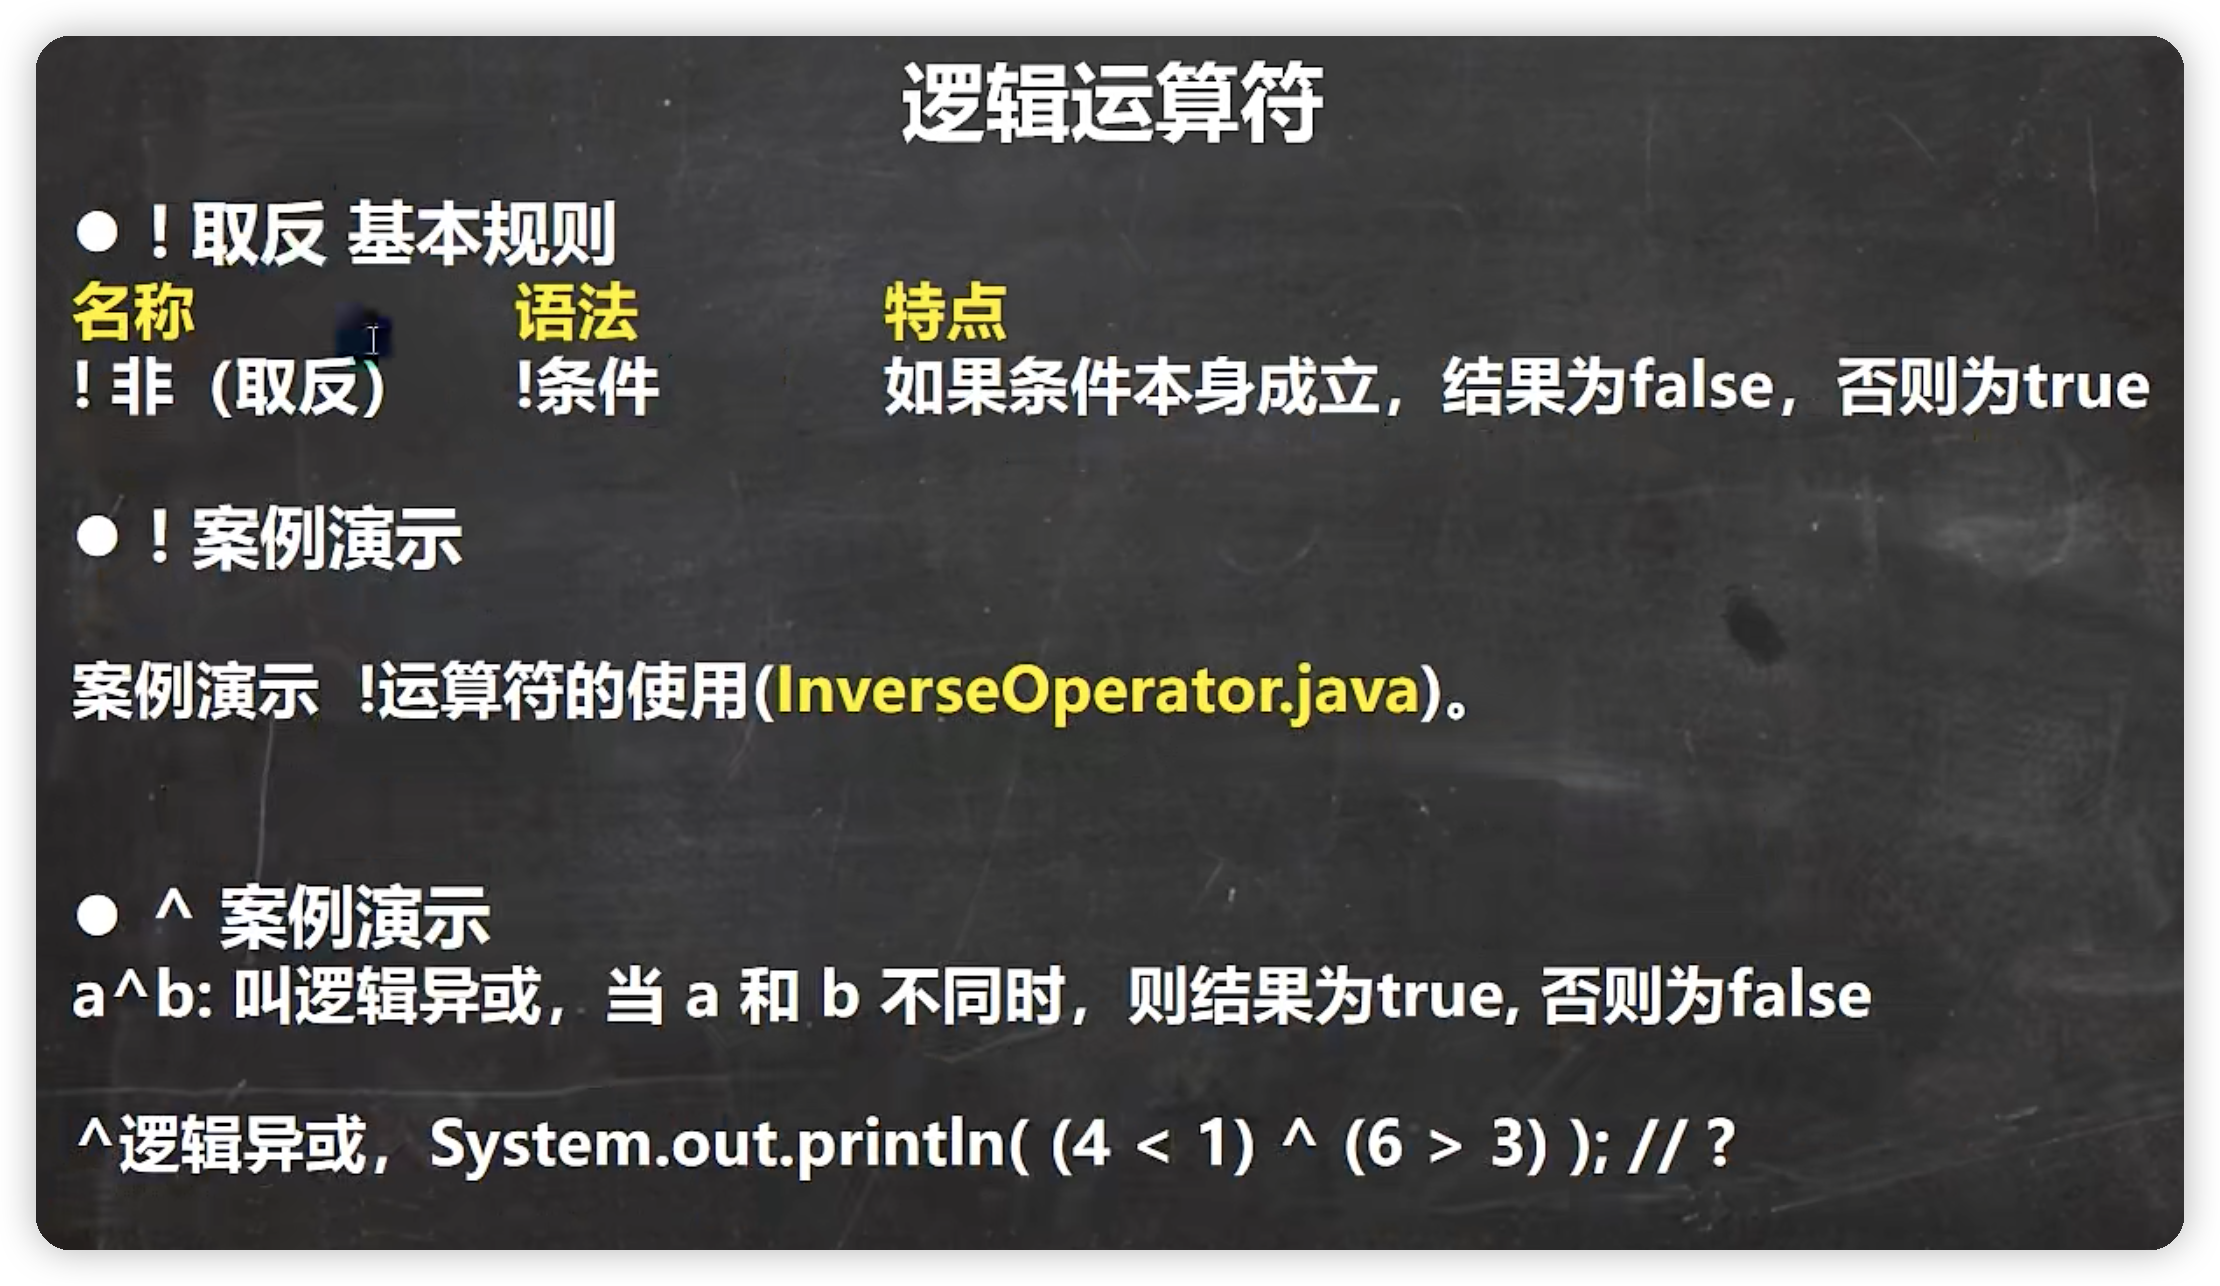 逻辑运算符
● ! 取反 基本规则
名称 语法 特点
! 非（取反） !条件 如果条件本身成立，结果为false，否则为true
● ! 案例演示
案例演示 !运算符的使用(InverseOperator.java)。
● ^ 案例演示
a^b: 叫逻辑异或，当 a 和 b 不同时，则结果为true, 否则为false
^逻辑异或，System.out.println( (4 < 1) ^ (6 > 3) ); // ?